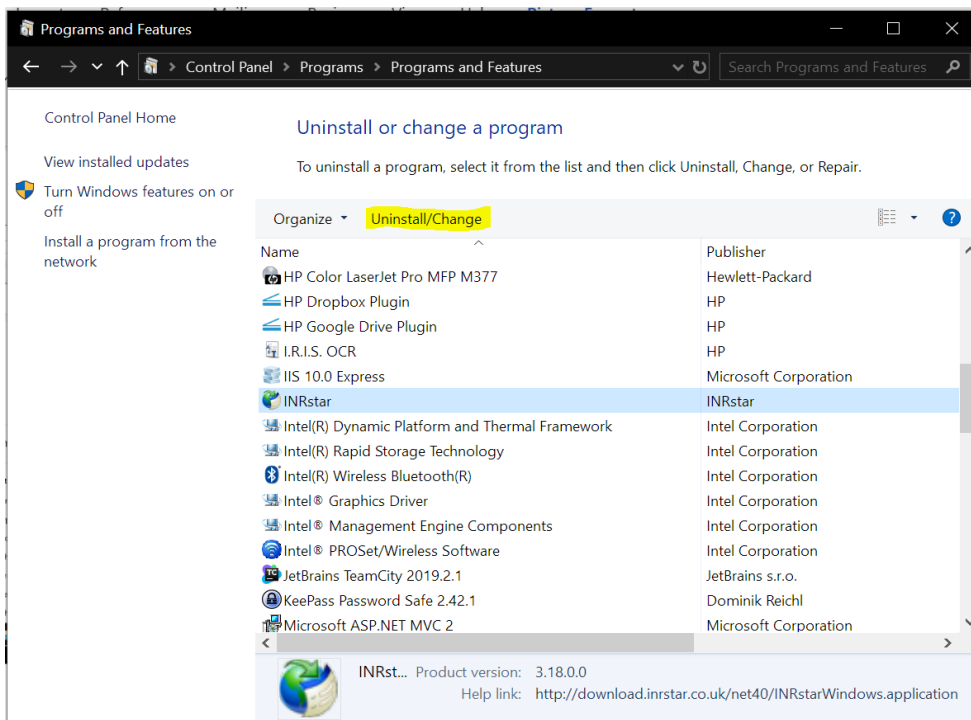 Programs and Features
Control Panel > Programs > Programs and Features
Search Programs and Features
Control Panel Home
View installed updates
Turn Windows features on or
off
Install a program from the
network
Uninstall or change a program
To uninstall a program, select it from the list and then click Uninstall, Change, or Repair.
Organize
Uninstall/Change
Name Publisher
HP Color LaserJet Pro MFP M377 Hewlett-Packard
HP Dropbox Plugin HP
HP Google Drive Plugin HP
I.R.I.S. OCR HP
IIS 10.0 Express Microsoft Corporation
INRstar INRstar
Intel(R) Dynamic Platform and Thermal Framework Intel Corporation
Intel(R) Rapid Storage Technology Intel Corporation
Intel(R) Wireless Bluetooth(R) Intel Corporation
Intel® Graphics Driver Intel Corporation
Intel® Management Engine Components Intel Corporation
Intel® PROSet/Wireless Software Intel Corporation
JetBrains TeamCity 2019.2.1 JetBrains s.r.o.
KeePass Password Safe 2.42.1 Dominik Reichl
Microsoft ASP.NET MVC 2 Microsoft Corporation
INRst... Product version: 3.18.0.0
Help link: http://download.inrstar.co.uk/net40/INRstarWindows.application